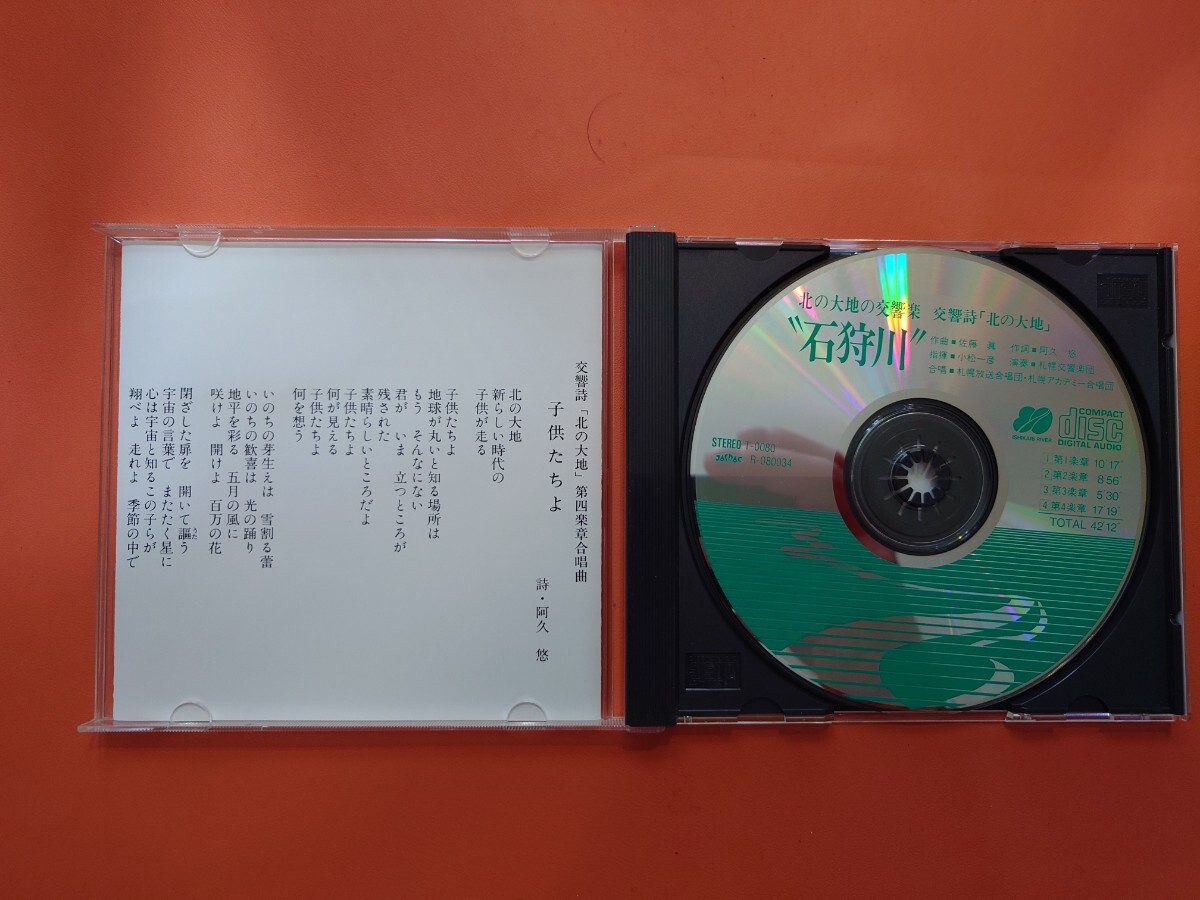 交響詩「北の大地」第四楽章合唱曲
子供たちよ
詩・阿久 悠
北の大地
新らしい時代の
子供が走る
子供たちよ
地球が丸いと知る場所は
もう そんなにない
君が いま 立つところが
残された
素晴らしいところだよ
子供たちよ
何が見える
子供たちよ
何を想う
いのちの芽生えは 雪割る蕾
いのちの歓喜は 光の踊り
地平を彩る 五月の風に
咲けよ 開けよ 百万の花
閉ざした扉を 開いて謳う
うた
宇宙の言葉で またたく星に
心は宇宙と知るこの子らが
翔べよ 走れよ 季節の中で
北の大地の交響楽 交響詩「北の大地」
"石狩川"
作曲■佐藤 眞 作詞■阿久 悠
指揮■小松一彦 演奏■札幌交響楽団
合唱■札幌放送合唱団・札幌アカデミー合唱団
ISHIKARI RIVER
COMPACT
disc
DIGITAL AUDIO
STEREO
R-080034
1 第1楽章 10'17"
2 第2楽章 8'56"
3 第3楽章 5'30"
4 第4楽章 17'19"
TOTAL 42'12"